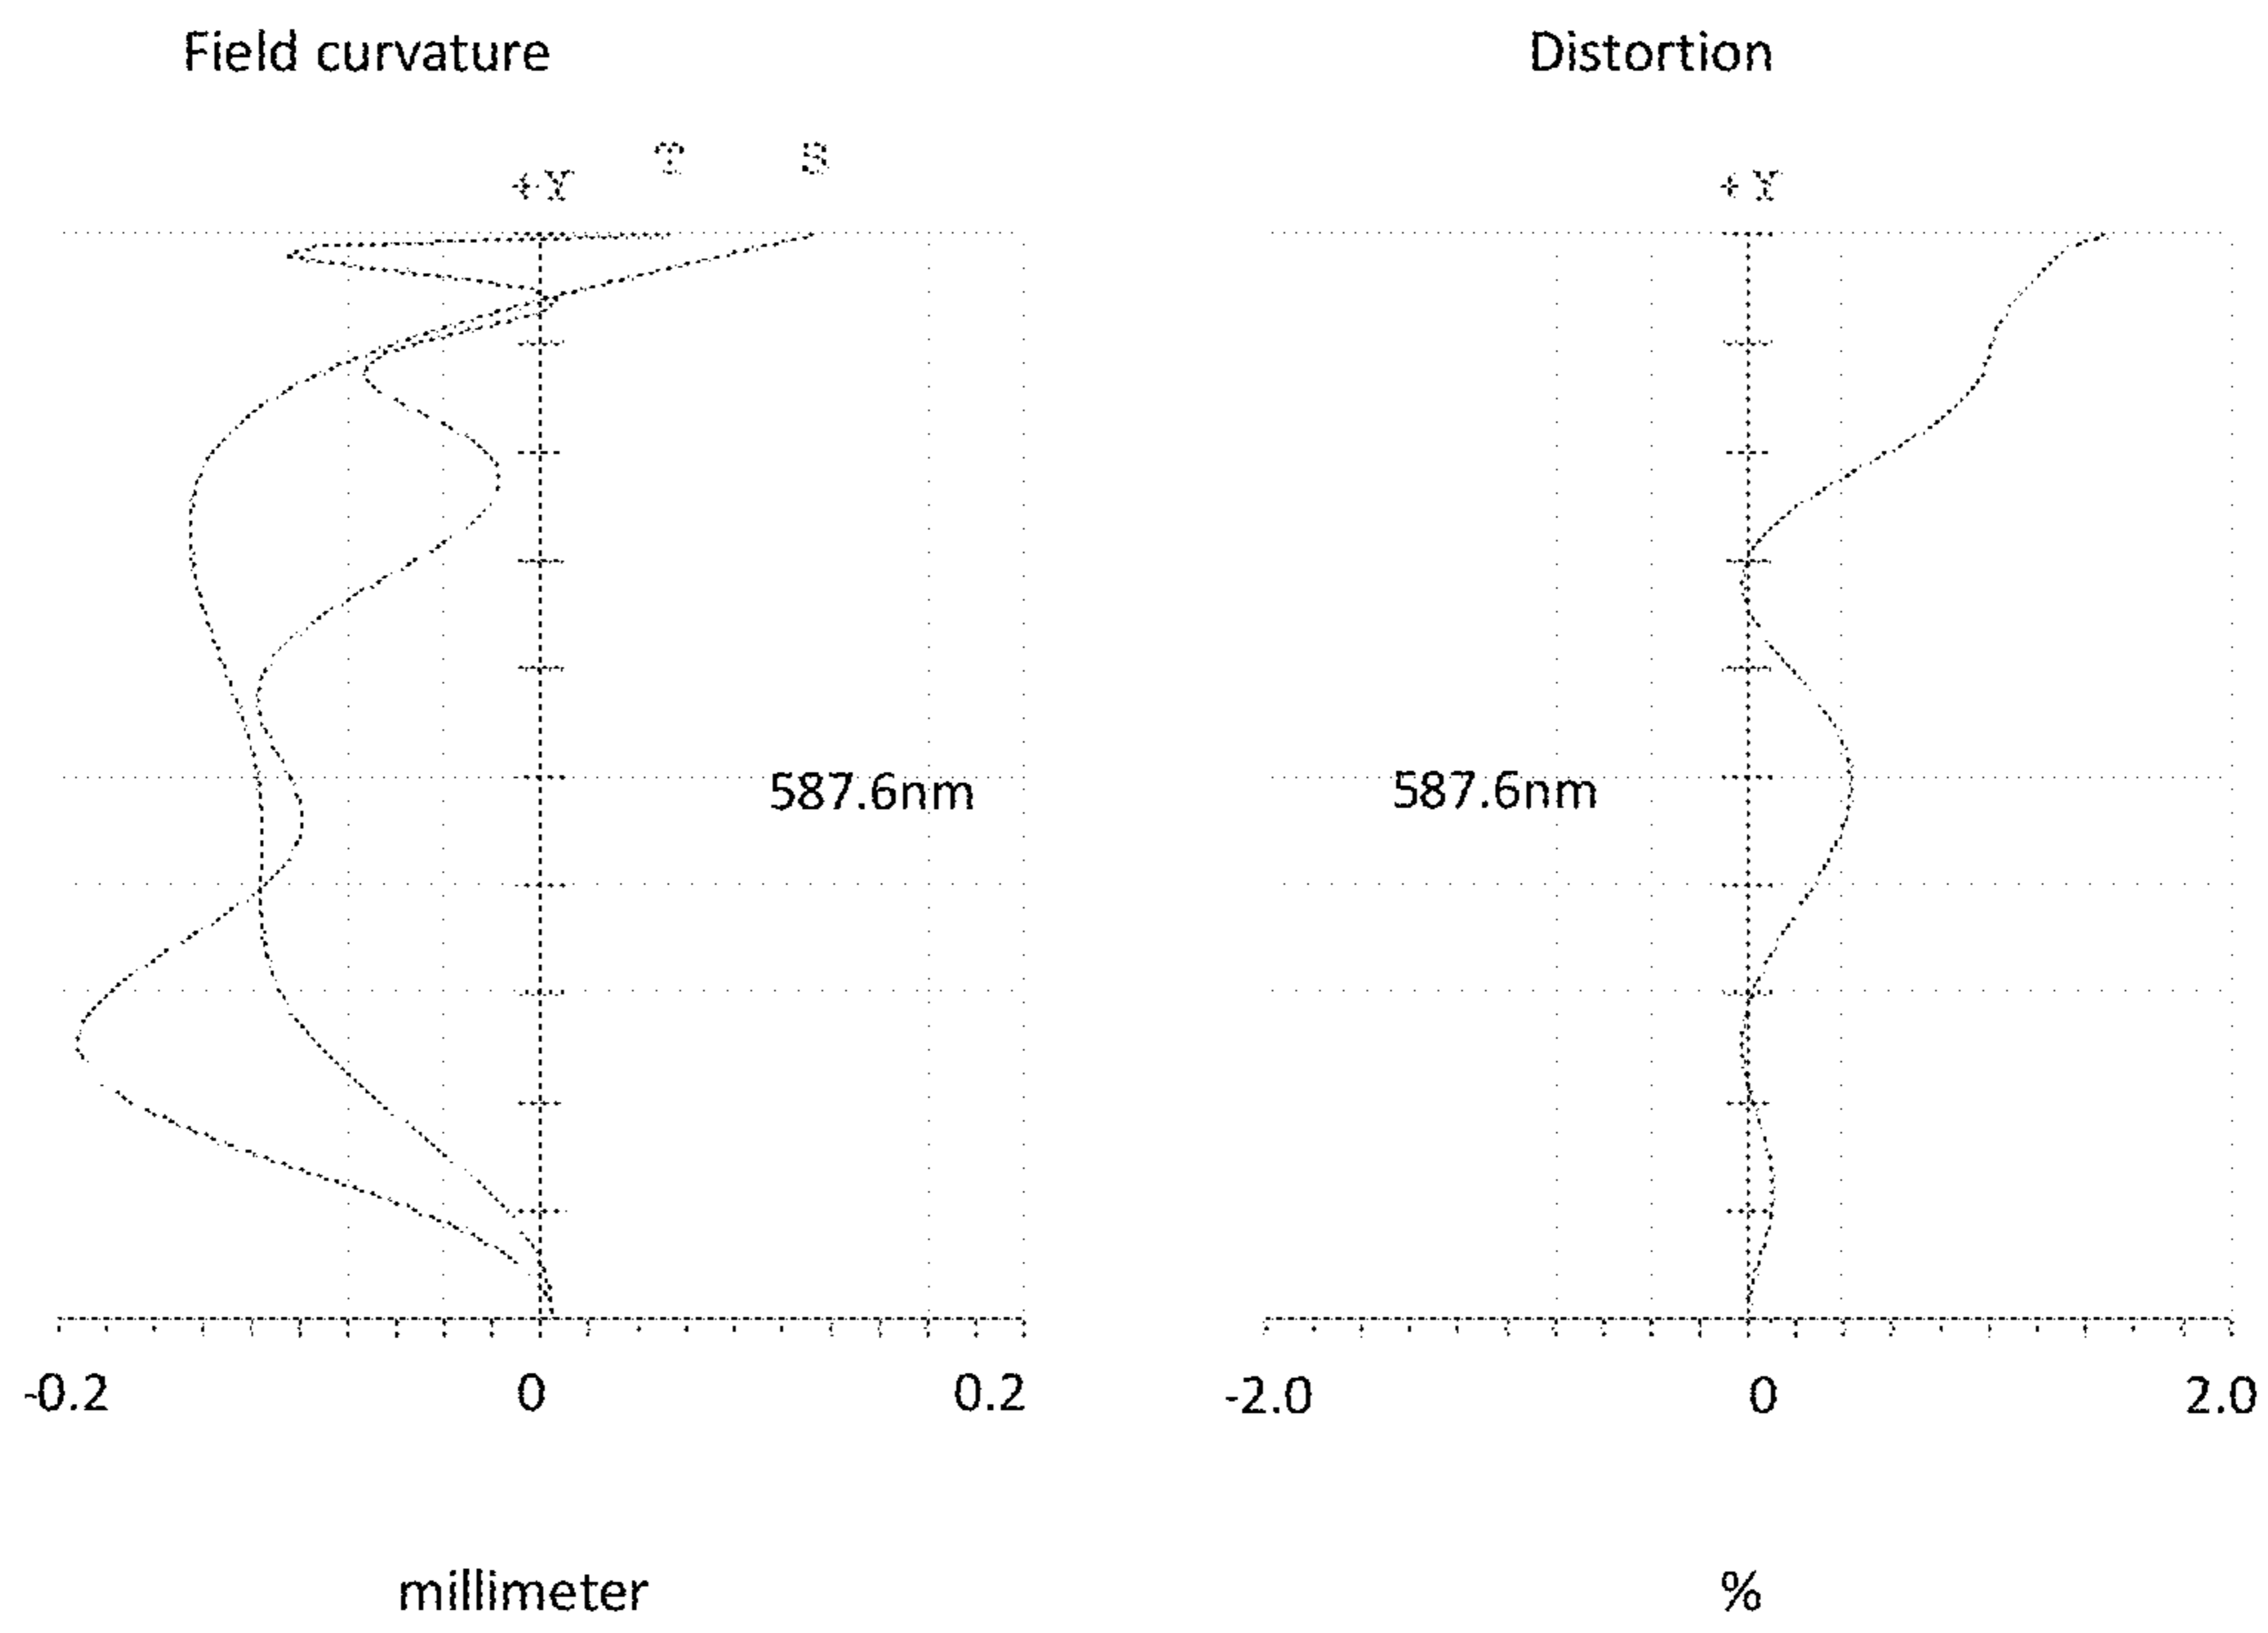 Field curvature
Distortion
T S
+Y
+Y
587.6nm
587.6nm
-0.2 0 0.2
-2.0 0 2.0
millimeter
%